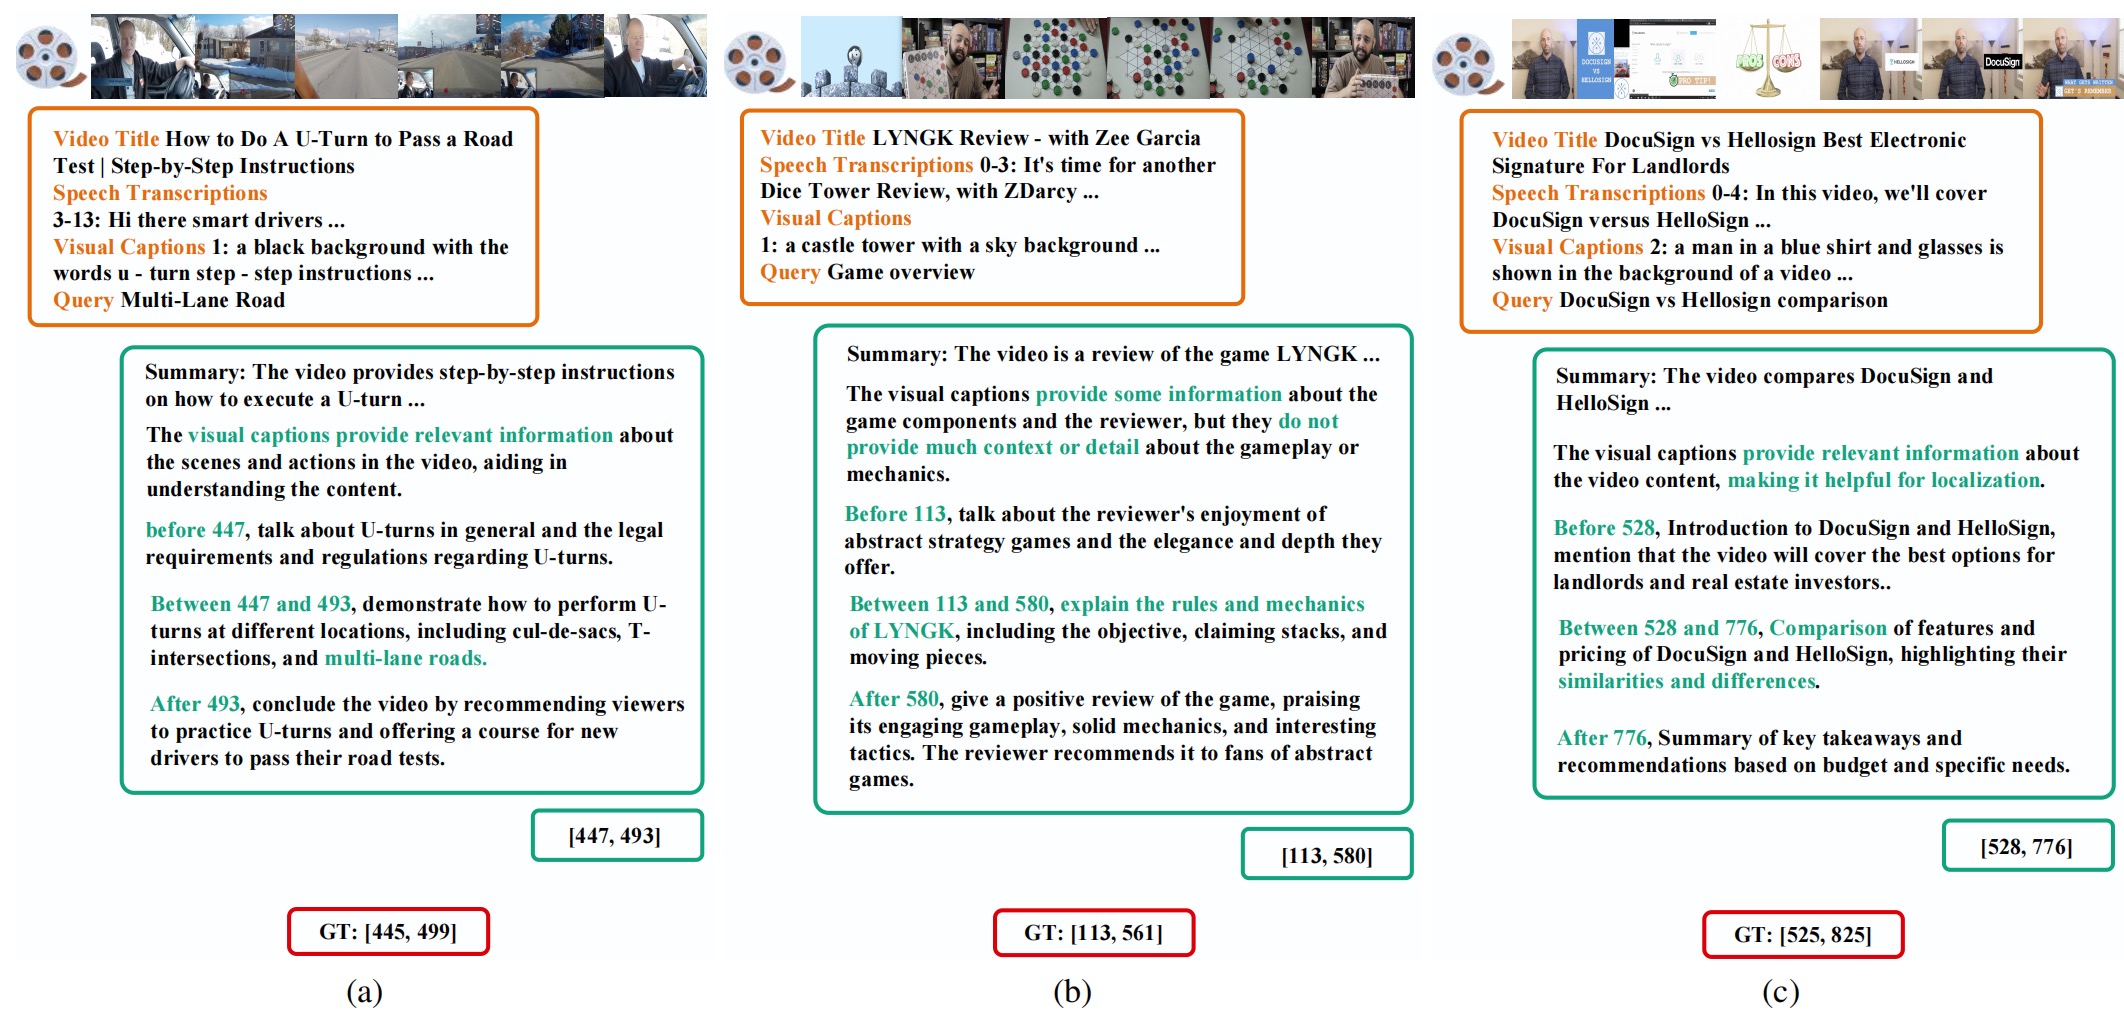 DOCUSIGN
VS
HELLOSIGN
PRO TIP!
PROS
CONS
HELLOSIGN
DocuSign
WHAT GETS WRITTEN
GET'S REMEMBER
Video Title How to Do A U-Turn to Pass a Road
Test | Step-by-Step Instructions
Speech Transcriptions
3-13: Hi there smart drivers ...
Visual Captions 1: a black background with the
words u - turn step - step instructions ...
Query Multi-Lane Road
Summary: The video provides step-by-step instructions
on how to execute a U-turn ...
The visual captions provide relevant information about
the scenes and actions in the video, aiding in
understanding the content.
before 447, talk about U-turns in general and the legal
requirements and regulations regarding U-turns.
Between 447 and 493, demonstrate how to perform U-
turns at different locations, including cul-de-sacs, T-
intersections, and multi-lane roads.
After 493, conclude the video by recommending viewers
to practice U-turns and offering a course for new
drivers to pass their road tests.
[447, 493]
GT: [445, 499]
(a)
Video Title LYNGK Review - with Zee Garcia
Speech Transcriptions 0-3: It's time for another
Dice Tower Review, with ZDarcy ...
Visual Captions
1: a castle tower with a sky background ...
Query Game overview
Summary: The video is a review of the game LYNGK ...
The visual captions provide some information about the
game components and the reviewer, but they do not
provide much context or detail about the gameplay or
mechanics.
Before 113, talk about the reviewer's enjoyment of
abstract strategy games and the elegance and depth they
offer.
Between 113 and 580, explain the rules and mechanics
of LYNGK, including the objective, claiming stacks, and
moving pieces.
After 580, give a positive review of the game, praising
its engaging gameplay, solid mechanics, and interesting
tactics. The reviewer recommends it to fans of abstract
games.
[113, 580]
GT: [113, 561]
(b)
Video Title DocuSign vs Hellosign Best Electronic
Signature For Landlords
Speech Transcriptions 0-4: In this video, we'll cover
DocuSign versus HelloSign ...
Visual Captions 2: a man in a blue shirt and glasses is
shown in the background of a video ...
Query DocuSign vs Hellosign comparison
Summary: The video compares DocuSign and
HelloSign ...
The visual captions provide relevant information about
the video content, making it helpful for localization.
Before 528, Introduction to DocuSign and HelloSign,
mention that the video will cover the best options for
landlords and real estate investors..
Between 528 and 776, Comparison of features and
pricing of DocuSign and HelloSign, highlighting their
similarities and differences.
After 776, Summary of key takeaways and
recommendations based on budget and specific needs.
[528, 776]
GT: [525, 825]
(c)